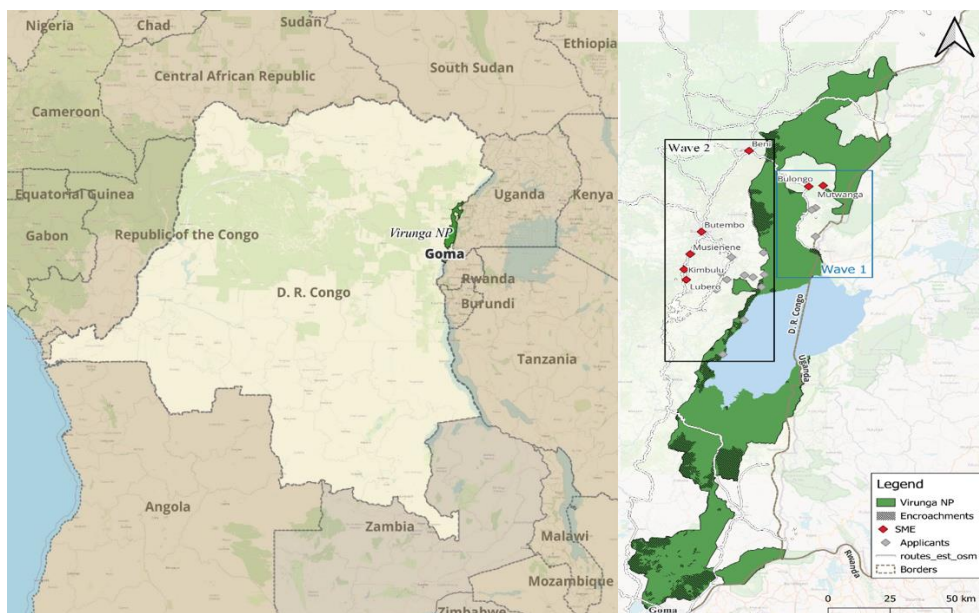 Nigeria
Chad
Sudan
Ethiopia
Central African Republic
South Sudan
Cameroon
Equatorial Guinea
Gabon
Republic of the Congo
Uganda
Kenya
Virunga NP
Goma
Rwanda
Burundi
D. R. Congo
Tanzania
Angola
Zambia
Malawi
Mozambique
Zimbabwe
Wave 2
Beni
Bulongo
Mutwanga
Butembo
Musienene
Kimbulu
Lubero
Wave 1
D. R. Congo
Uganda
Rwanda
Goma
Legend
Virunga NP
Encroachments
SME
Applicants
routes_est_osm
Borders
0 25 50 km